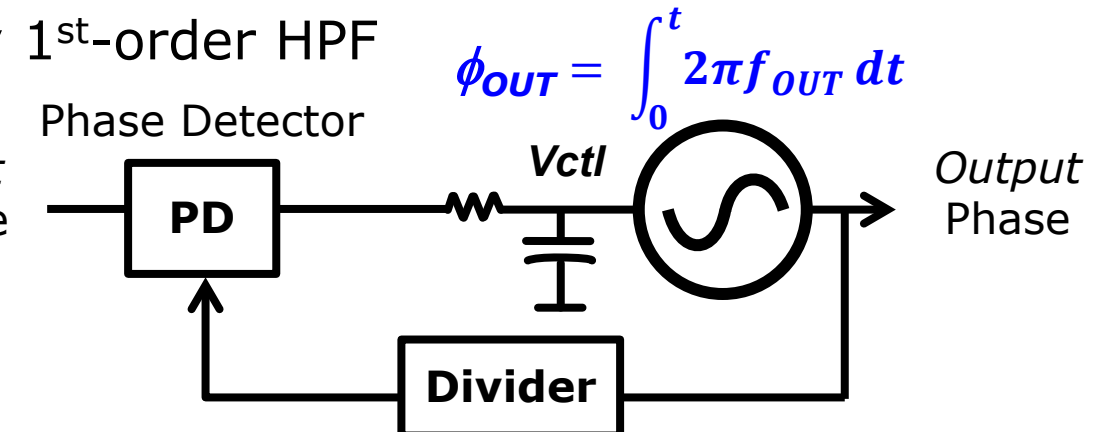 1st-order HPF
ϕOUT = ∫0t 2πfOUT dt
Phase Detector
Vctl
PD
Output
Phase
Divider